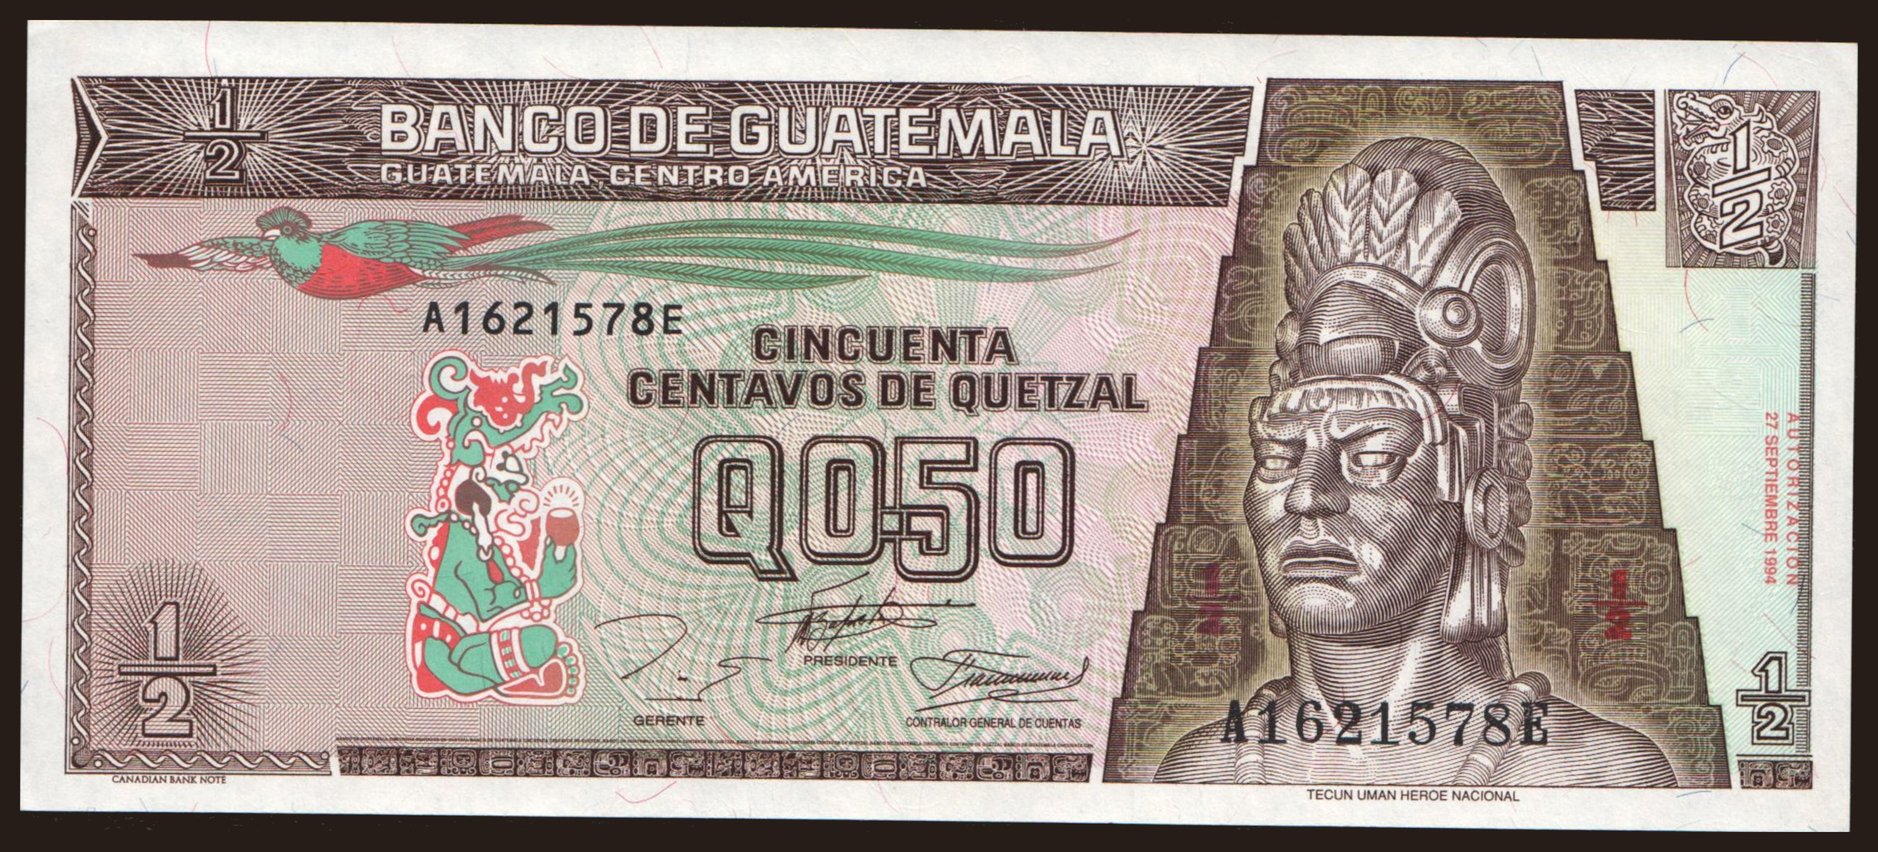 1/2
BANCO DE GUATEMALA
GUATEMALA, CENTRO AMERICA
1/2
A1621578E
CINCUENTA
CENTAVOS DE QUETZAL
Q0.50
AUTORIZACION
27 SEPTIEMBRE 1994
PRESIDENTE
GERENTE
CONTRALOR GENERAL DE CUENTAS
1/2
A1621578E
1/2
CANADIAN BANK NOTE
TECUN UMAN HEROE NACIONAL